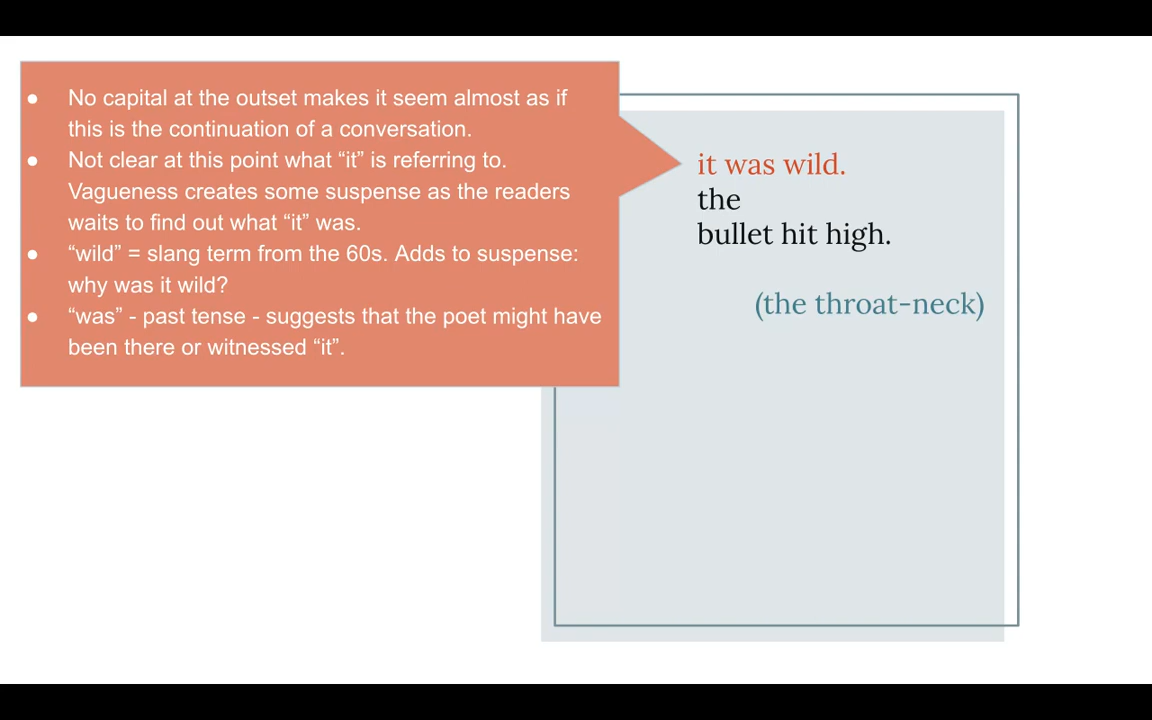 ● No capital at the outset makes it seem almost as if
this is the continuation of a conversation.
● Not clear at this point what “it” is referring to.
Vagueness creates some suspense as the readers
waits to find out what “it” was.
● “wild” = slang term from the 60s. Adds to suspense:
why was it wild?
● “was” - past tense - suggests that the poet might have
been there or witnessed “it”.
it was wild.
the
bullet hit high.
(the throat-neck)